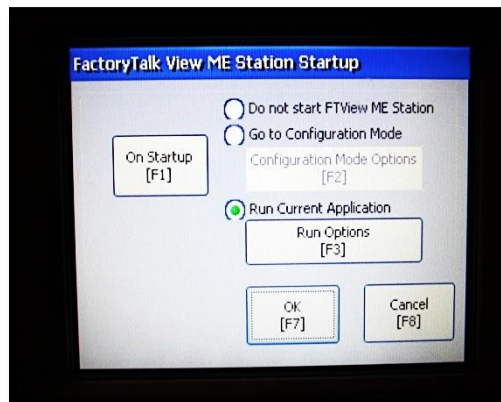 FactoryTalk View ME Station Startup
Do not start FTView ME Station
Go to Configuration Mode
On Startup
[F1]
Configuration Mode Options
[F2]
Run Current Application
Run Options
[F3]
OK
[F7]
Cancel
[F8]